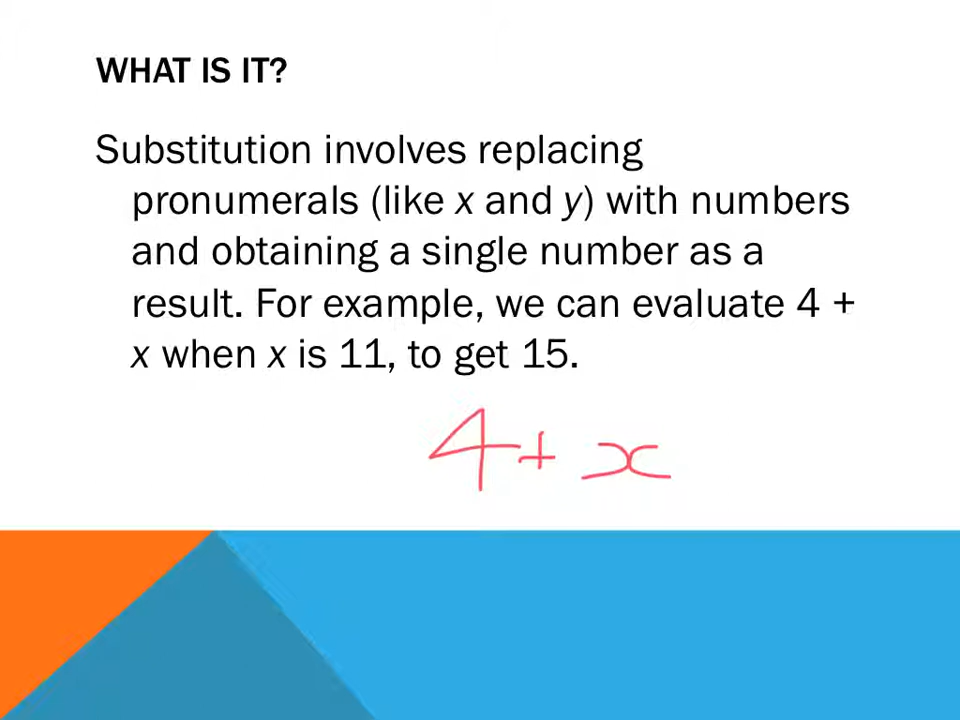 WHAT IS IT?
Substitution involves replacing
pronumerals (like x and y) with numbers
and obtaining a single number as a
result. For example, we can evaluate 4 +
x when x is 11, to get 15.
4 + x